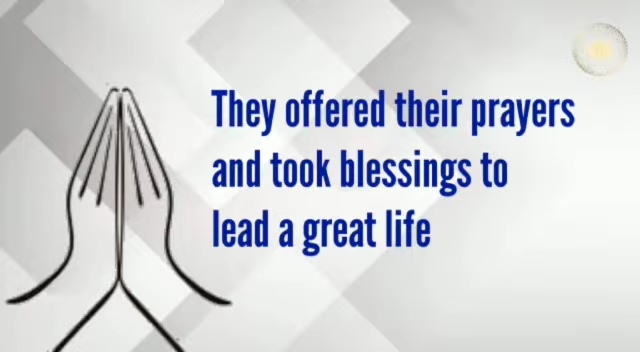 They offered their prayers
and took blessings to
lead a great life